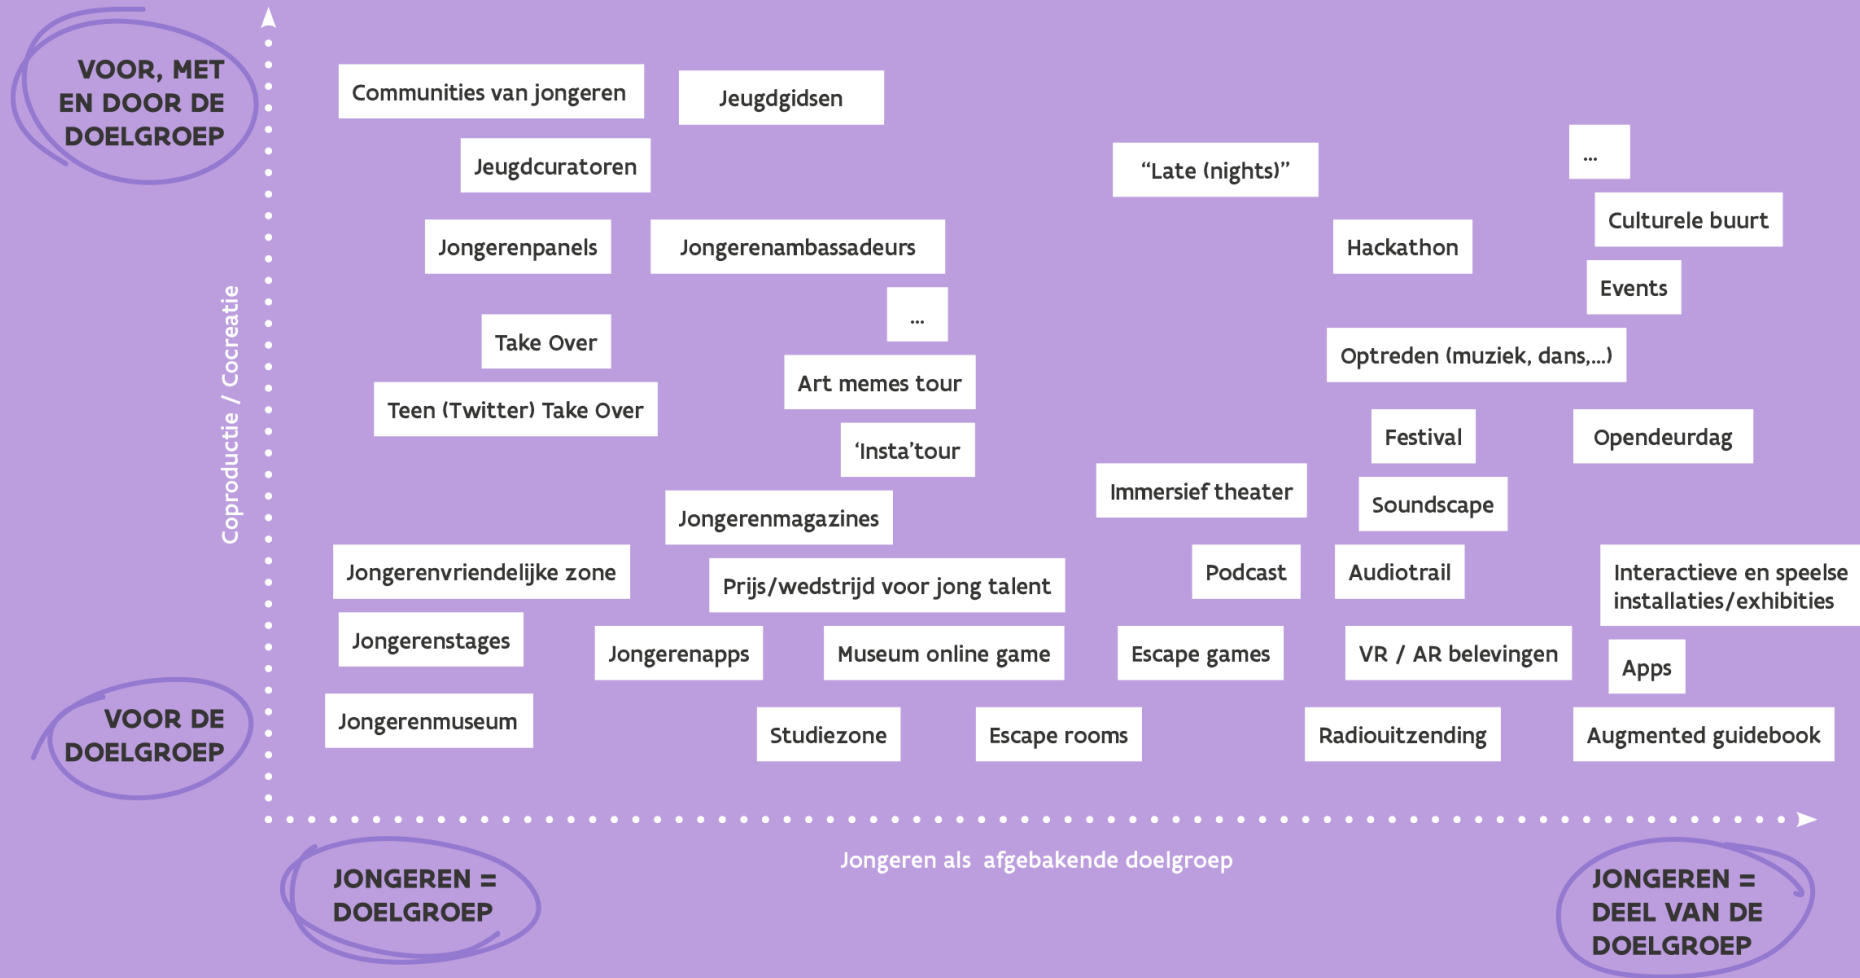 VOOR, MET
EN DOOR DE
DOELGROEP
Communities van jongeren
Jeugdgidsen
Jeugdcuratoren
“Late (nights)”
...
Culturele buurt
Jongerenpanels
Jongerenambassadeurs
Hackathon
Events
...
Take Over
Optreden (muziek, dans,...)
Art memes tour
Teen (Twitter) Take Over
‘Insta’tour
Festival
Opendeurdag
Immersief theater
Soundscape
Jongerenmagazines
Jongerenvriendelijke zone
Prijs/wedstrijd voor jong talent
Podcast
Audiotrail
Interactieve en speelse
installaties/exhibities
Jongerenstages
Jongerenapps
Museum online game
Escape games
VR / AR belevingen
Apps
Jongerenmuseum
Studiezone
Escape rooms
Radiouitzending
Augmented guidebook
Coproductie / Cocreatie
VOOR DE
DOELGROEP
Jongeren als afgebakende doelgroep
JONGEREN =
DOELGROEP
JONGEREN =
DEEL VAN DE
DOELGROEP